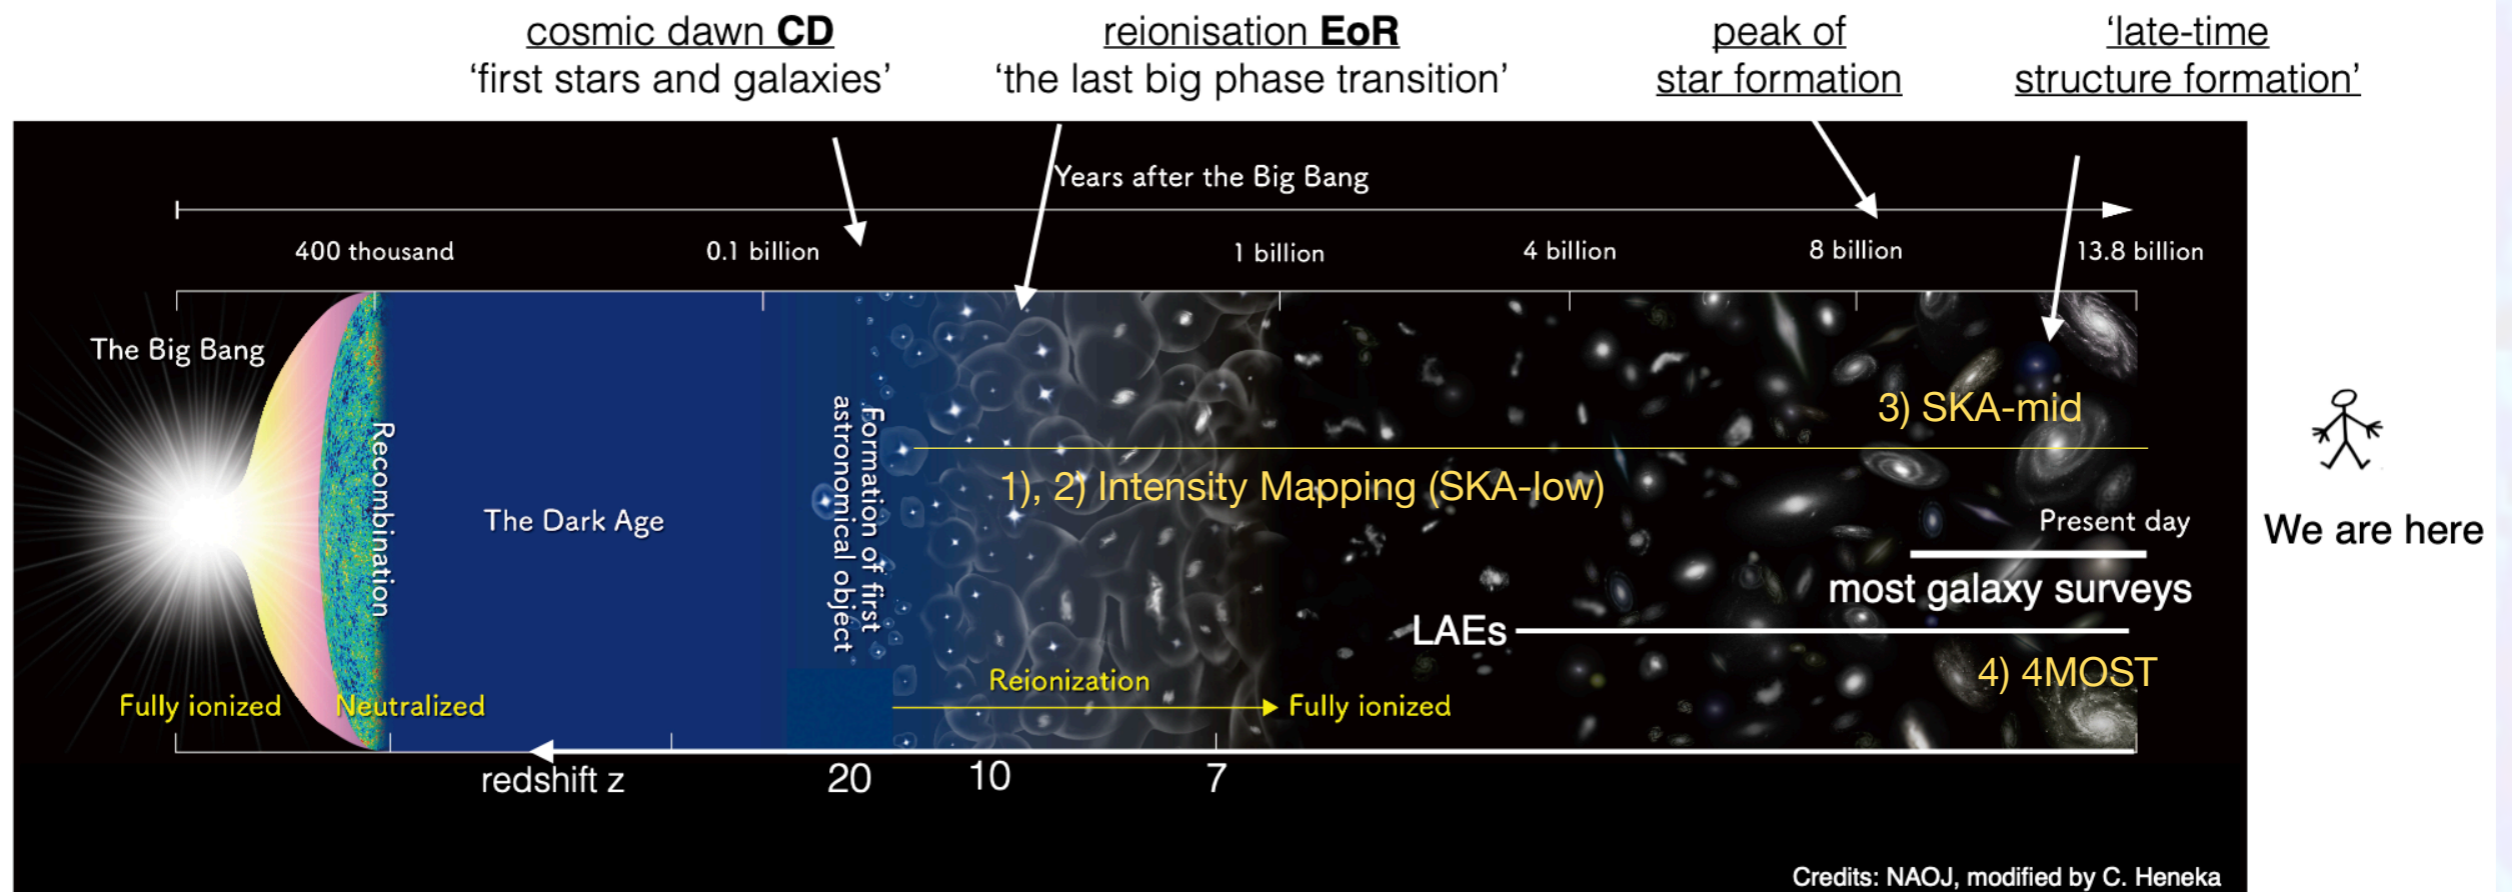 cosmic dawn CD
‘first stars and galaxies’
reionisation EoR
‘the last big phase transition’
peak of
star formation
‘late-time
structure formation’
Years after the Big Bang
400 thousand
0.1 billion
1 billion
4 billion
8 billion
13.8 billion
The Big Bang
Recombination
The Dark Age
Formation of first
astronomical object
3) SKA-mid
1), 2) Intensity Mapping (SKA-low)
Present day
We are here
most galaxy surveys
LAEs
4) 4MOST
Reionization
Fully ionized
Neutralized
Fully ionized
redshift z
20
10
7
Credits: NAOJ, modified by C. Heneka